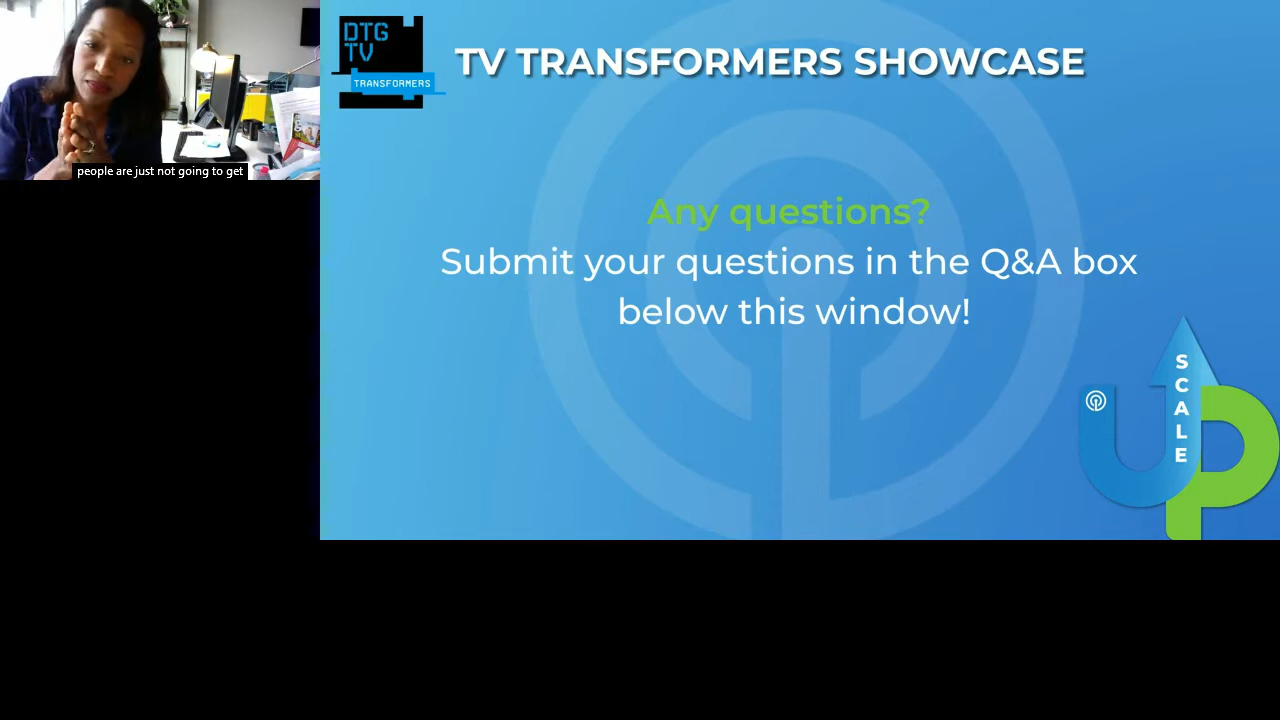 DTG
TV
TRANSFORMERS
TV TRANSFORMERS SHOWCASE
people are just not going to get
Any questions?
Submit your questions in the Q&A box
below this window!
SCALE
UP